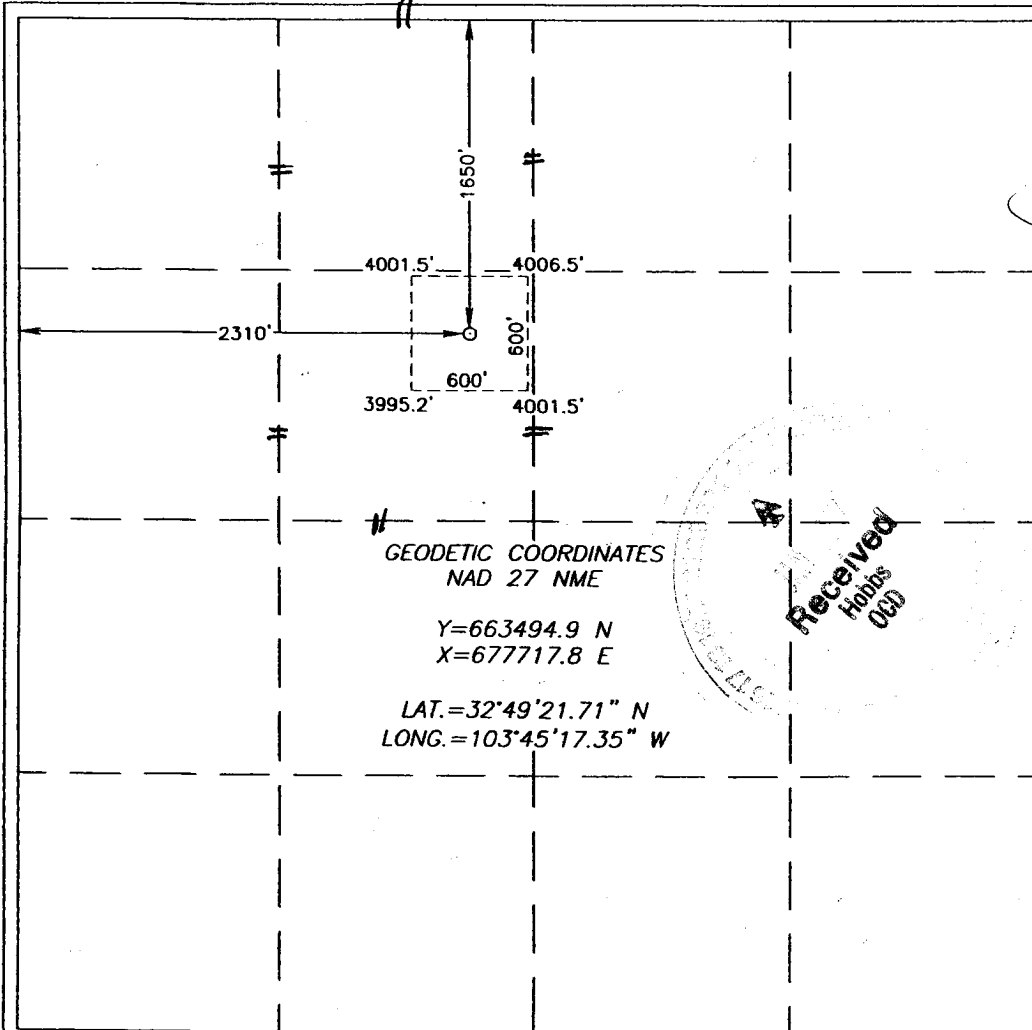 1650'
4001.5' 4006.5'
2310'
600'
600'
3995.2' 4001.5'
GEODETIC COORDINATES
NAD 27 NME
Y=663494.9 N
X=677717.8 E
LAT.=32°49'21.71" N
LONG.=103°45'17.35" W
Received
Hobbs
OCD